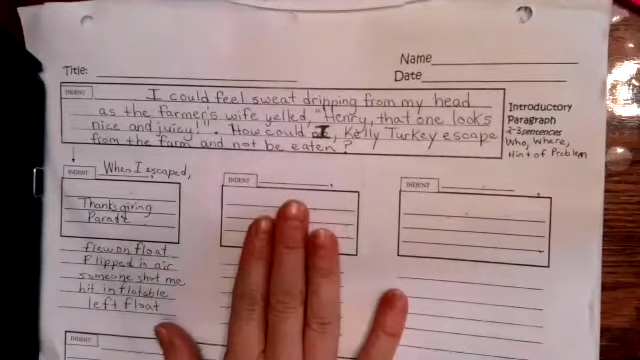 Name
Title:
Date
INDENT
I could feel sweat dripping from my head
as the farmer's wife yelled, "Henry, that one looks
nice and juicy!". How could I, Kelly Turkey escape
from the farm and not be eaten?
Introductory
Paragraph
2-3 sentences
Who, Where,
Hint of Problem
When I escaped,
INDENT
Thanksgiving
Parade
flew on float
Flipped in air
someone shot me
hit inflatable
left float
INDENT
INDENT
INDENT